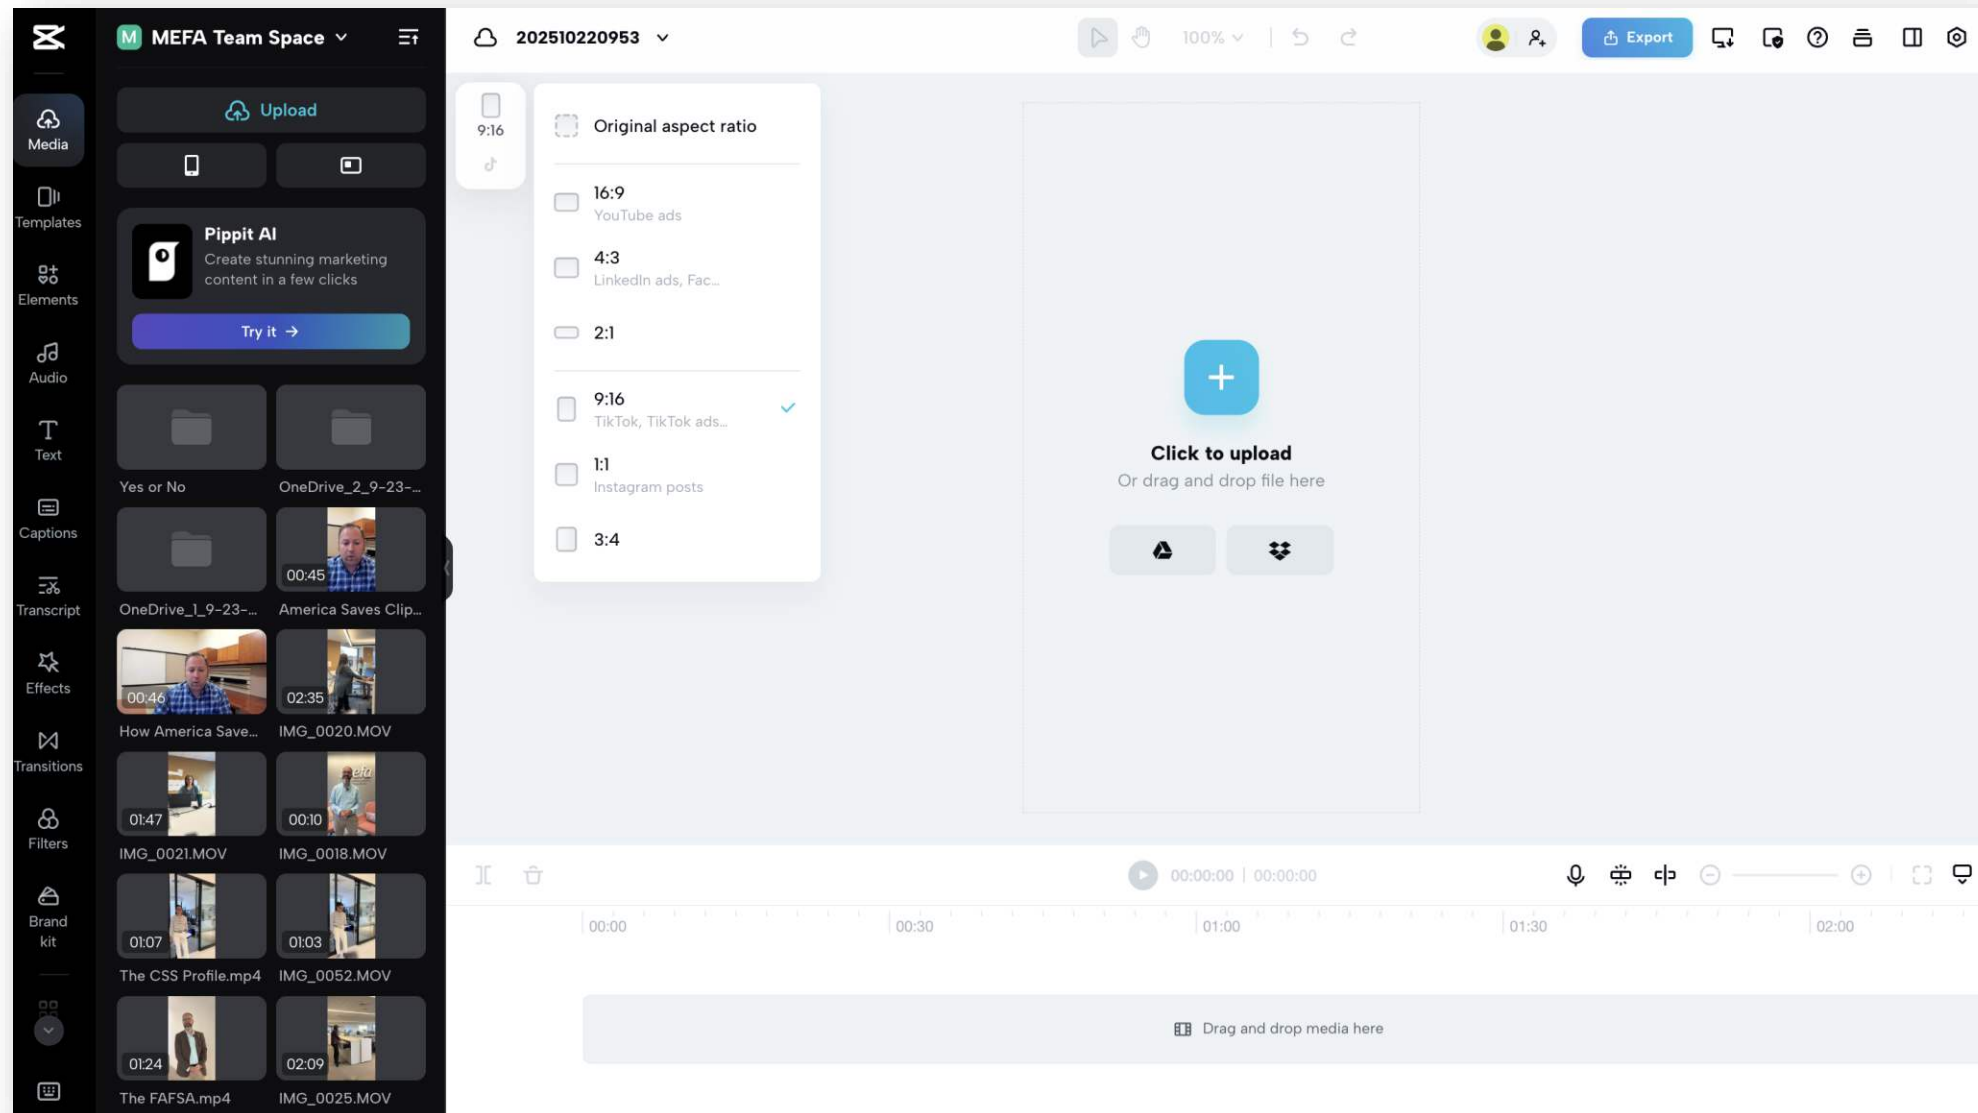 M MEFA Team Space
202510220953
100%
Export
Media
Templates
Elements
Audio
Text
Captions
Transcript
Effects
Transitions
Filters
Brand
kit
Upload
Pippit AI
Create stunning marketing
content in a few clicks
Try it →
Yes or No
OneDrive_2_9-23-...
OneDrive_1_9-23-...
00:45
America Saves Clip...
00:46
How America Save...
02:35
IMG_0020.MOV
01:47
IMG_0021.MOV
efa
00:10
IMG_0018.MOV
01:07
The CSS Profile.mp4
01:03
IMG_0052.MOV
01:24
The FAFSA.mp4
02:09
IMG_0025.MOV
9:16
Original aspect ratio
16:9
YouTube ads
4:3
LinkedIn ads, Fac...
2:1
9:16
TikTok, TikTok ads...
1:1
Instagram posts
3:4
Click to upload
Or drag and drop file here
00:00:00 | 00:00:00
00:00 00:30 01:00 01:30 02:00
Drag and drop media here